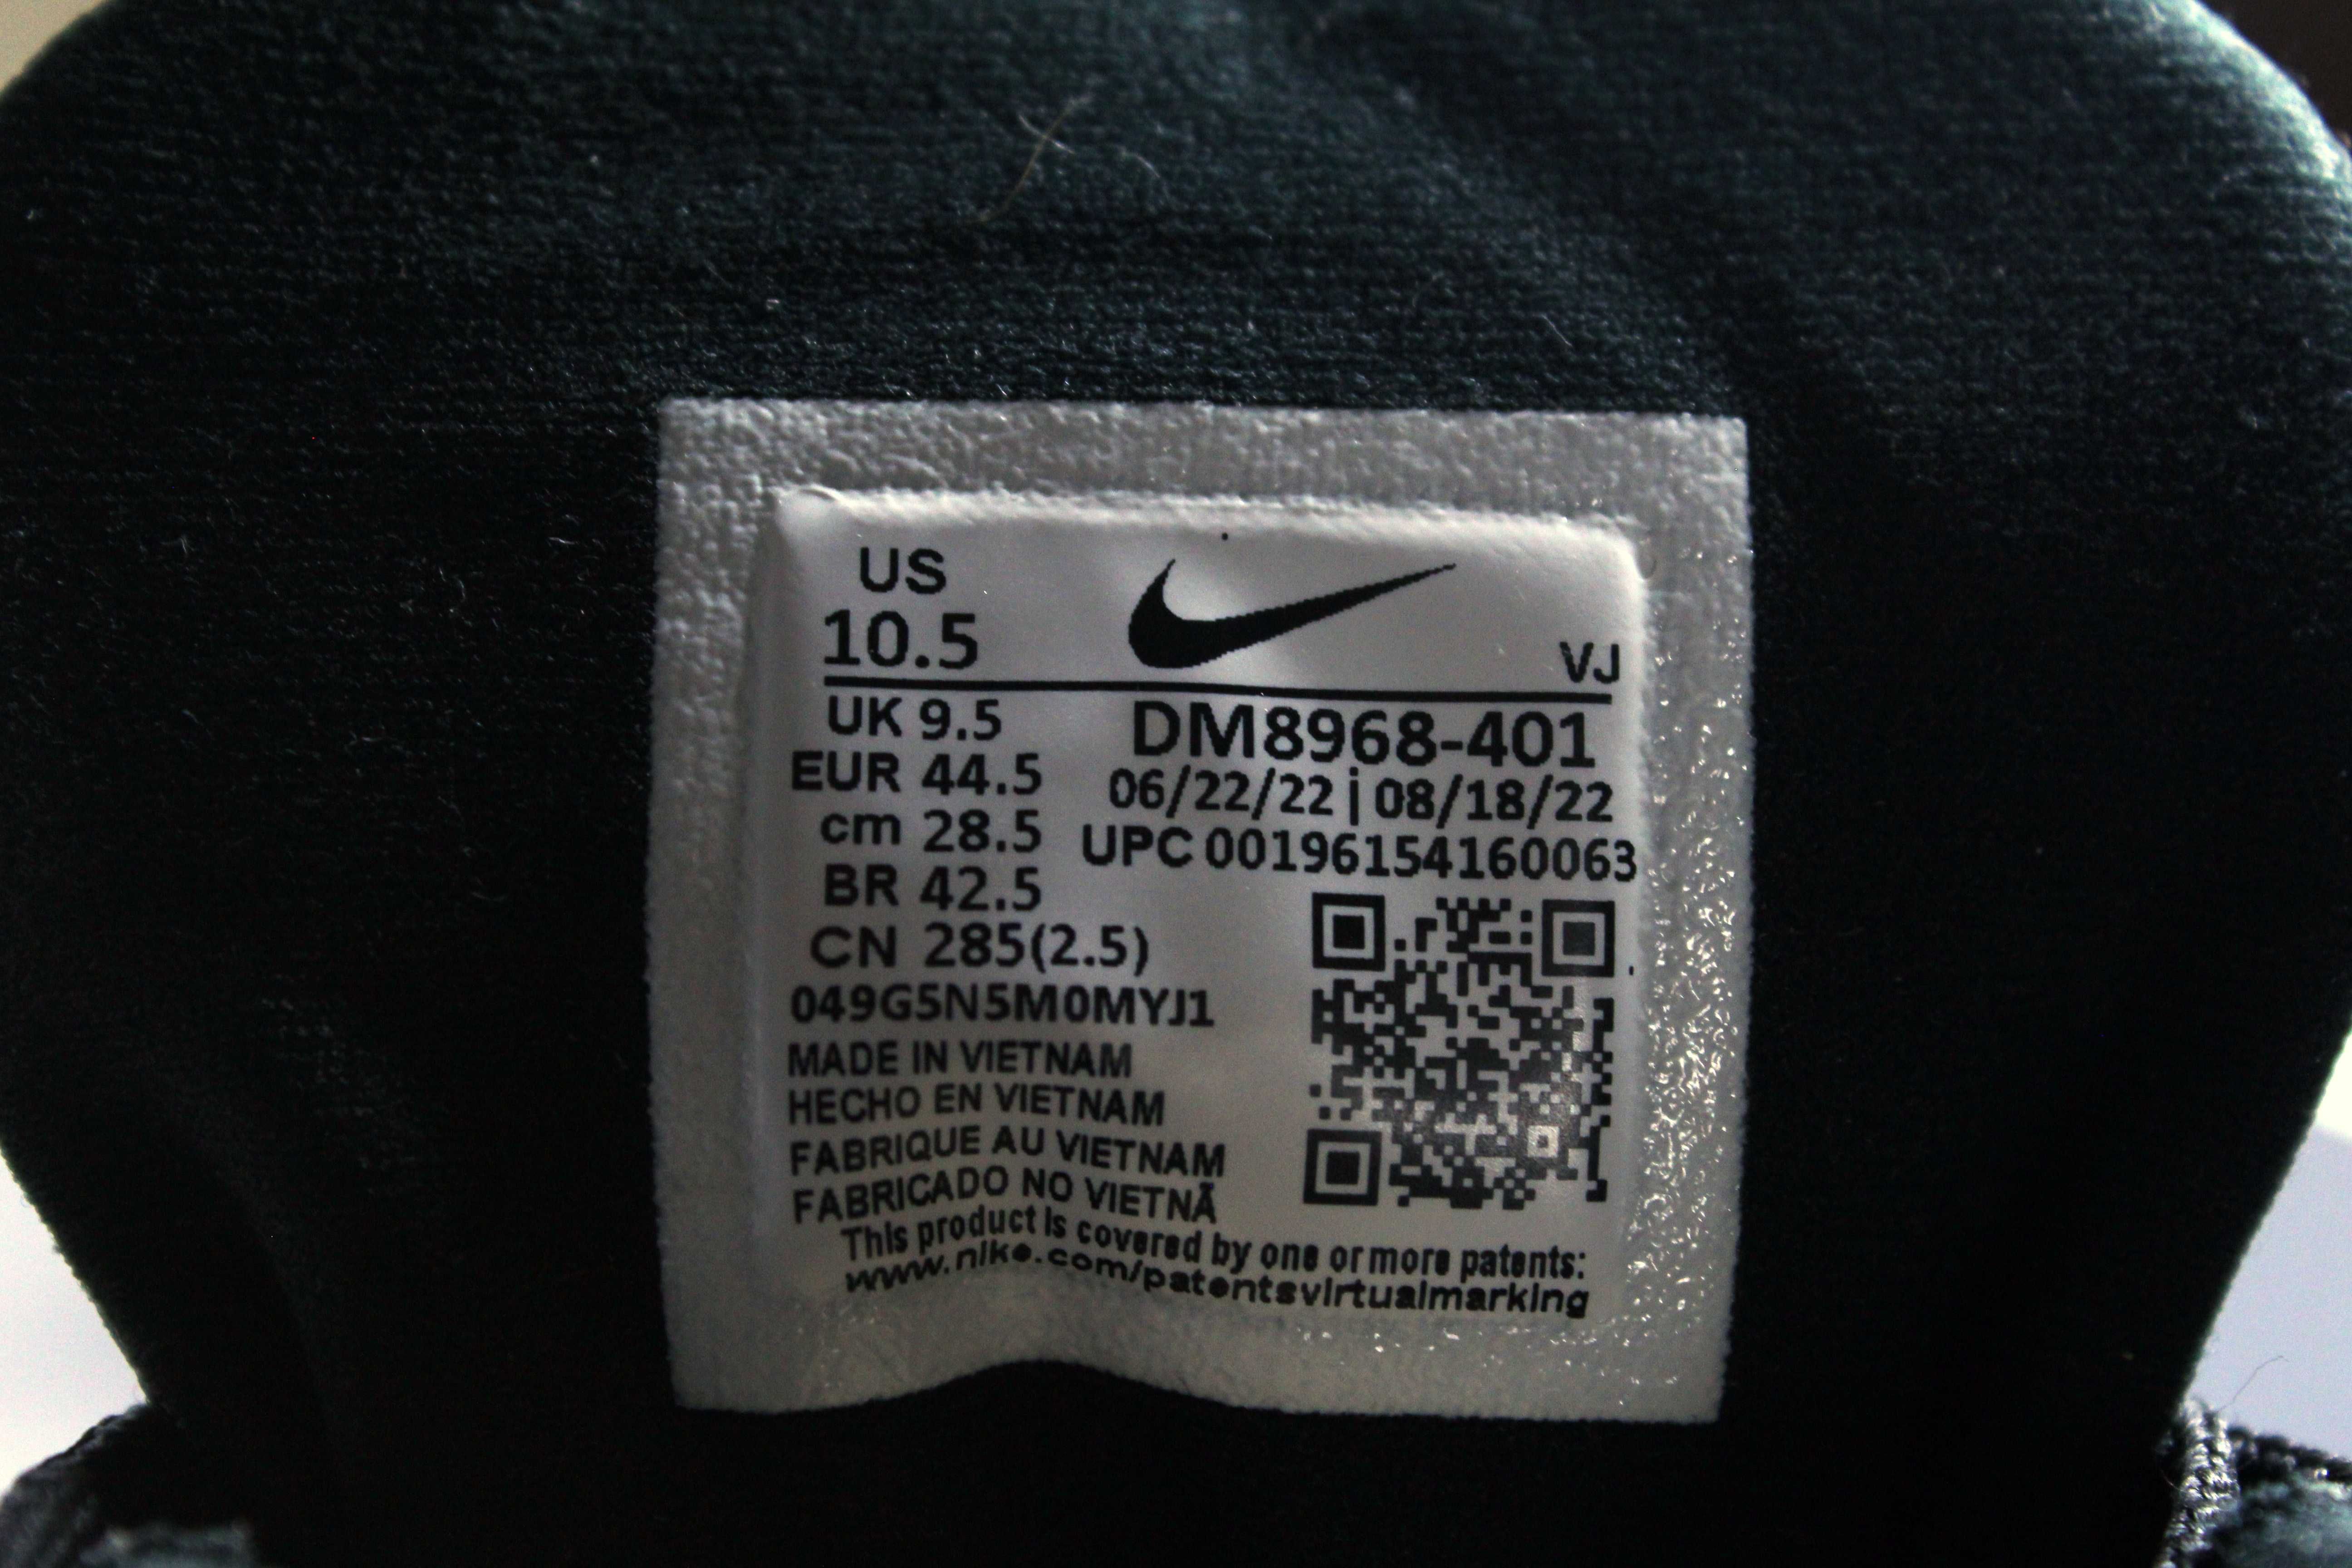 US
10.5
VJ
UK 9.5
EUR 44.5
cm 28.5
BR 42.5
CN 285(2.5)
DM8968-401
06/22/22 | 08/18/22
UPC 00196154160063
049G5N5M0MYJ1
MADE IN VIETNAM
HECHO EN VIETNAM
FABRIQUE AU VIETNAM
FABRICADO NO VIETNÃ
This product is covered by one or more patents:
www.nike.com/patentsvirtualmarking